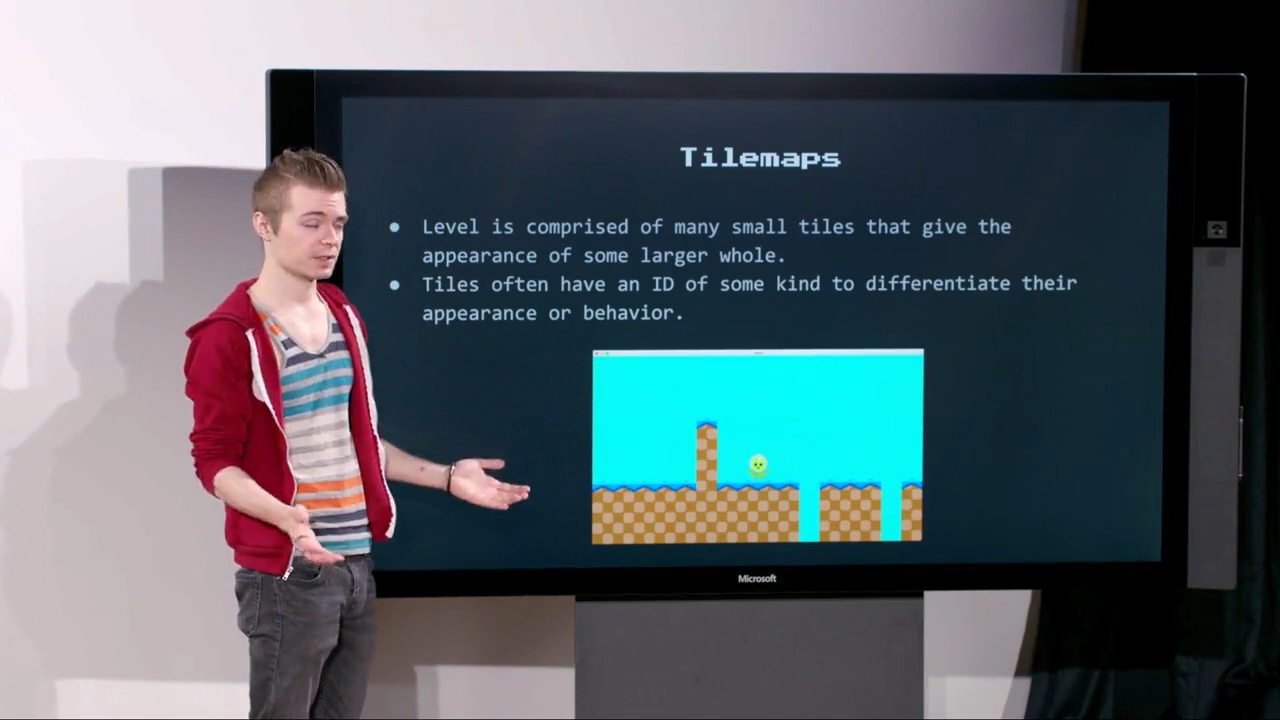 Tilemaps
● Level is comprised of many small tiles that give the
appearance of some larger whole.
● Tiles often have an ID of some kind to differentiate their
appearance or behavior.
Microsoft